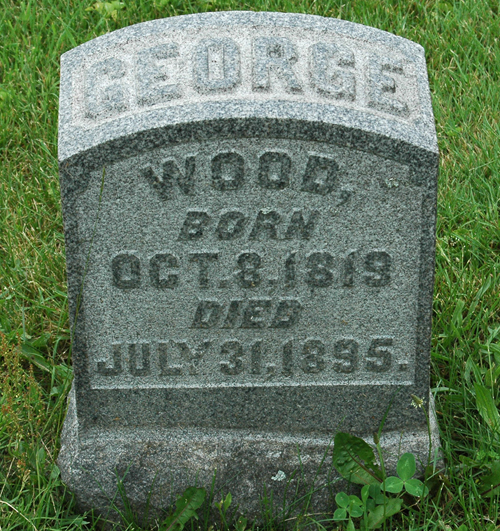 GEORGE
WOOD,
BORN
OCT.8.1819
DIED
JULY 31,1895.